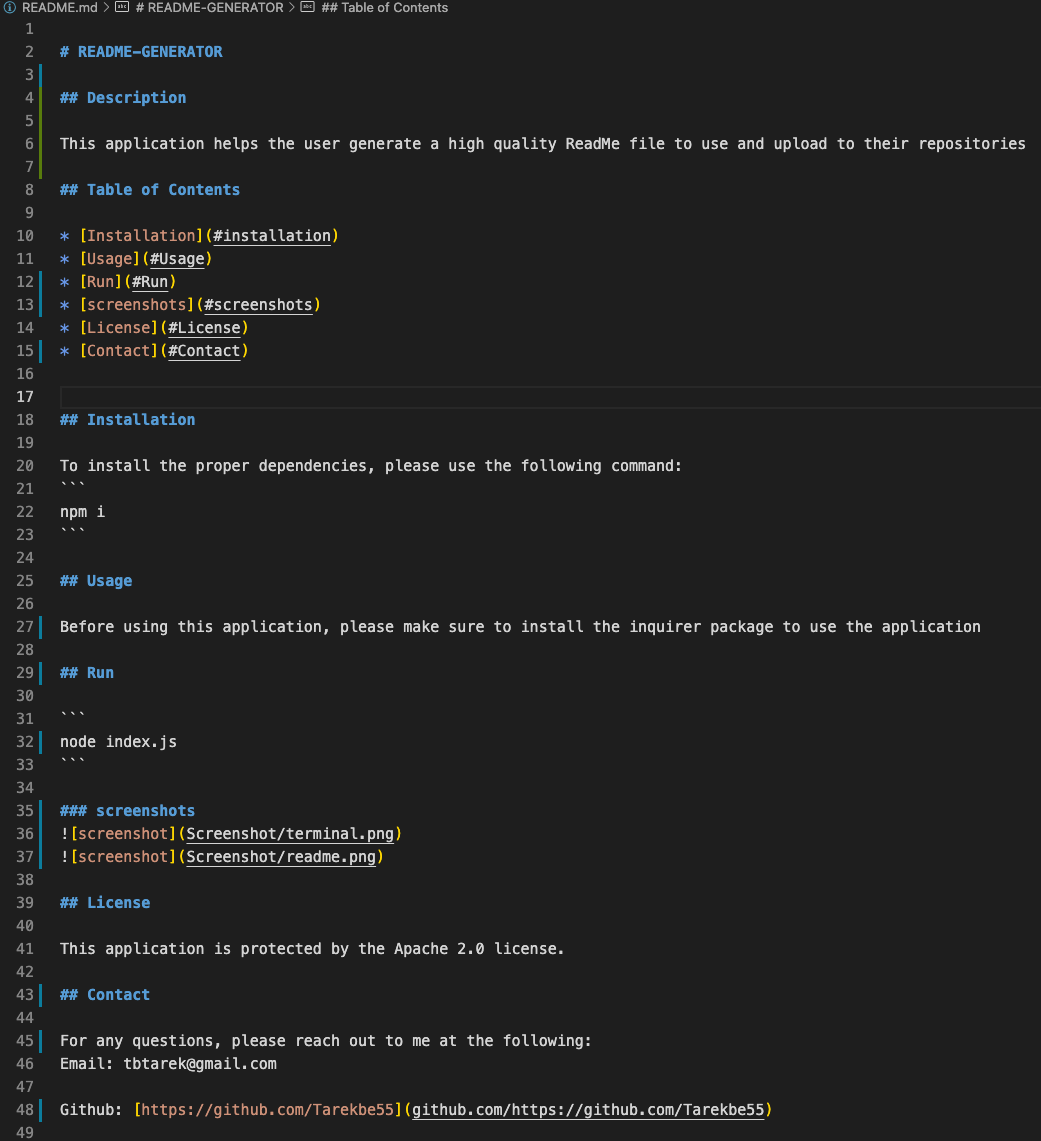 README.md > # README-GENERATOR > ## Table of Contents
1
2 # README-GENERATOR
3
4 ## Description
5
6 This application helps the user generate a high quality ReadMe file to use and upload to their repositories
7
8 ## Table of Contents
9
10 * [Installation](#installation)
11 * [Usage](#Usage)
12 * [Run](#Run)
13 * [screenshots](#screenshots)
14 * [License](#License)
15 * [Contact](#Contact)
16
17
18 ## Installation
19
20 To install the proper dependencies, please use the following command:
21 ```
22 npm i
23 ```
24
25 ## Usage
26
27 Before using this application, please make sure to install the inquirer package to use the application
28
29 ## Run
30
31 ```
32 node index.js
33 ```
34
35 ### screenshots
36 ![screenshot](Screenshot/terminal.png)
37 ![screenshot](Screenshot/readme.png)
38
39 ## License
40
41 This application is protected by the Apache 2.0 license.
42
43 ## Contact
44
45 For any questions, please reach out to me at the following:
46 Email: tbtarek@gmail.com
47
48 Github: [https://github.com/Tarekbe55](github.com/https://github.com/Tarekbe55)
49